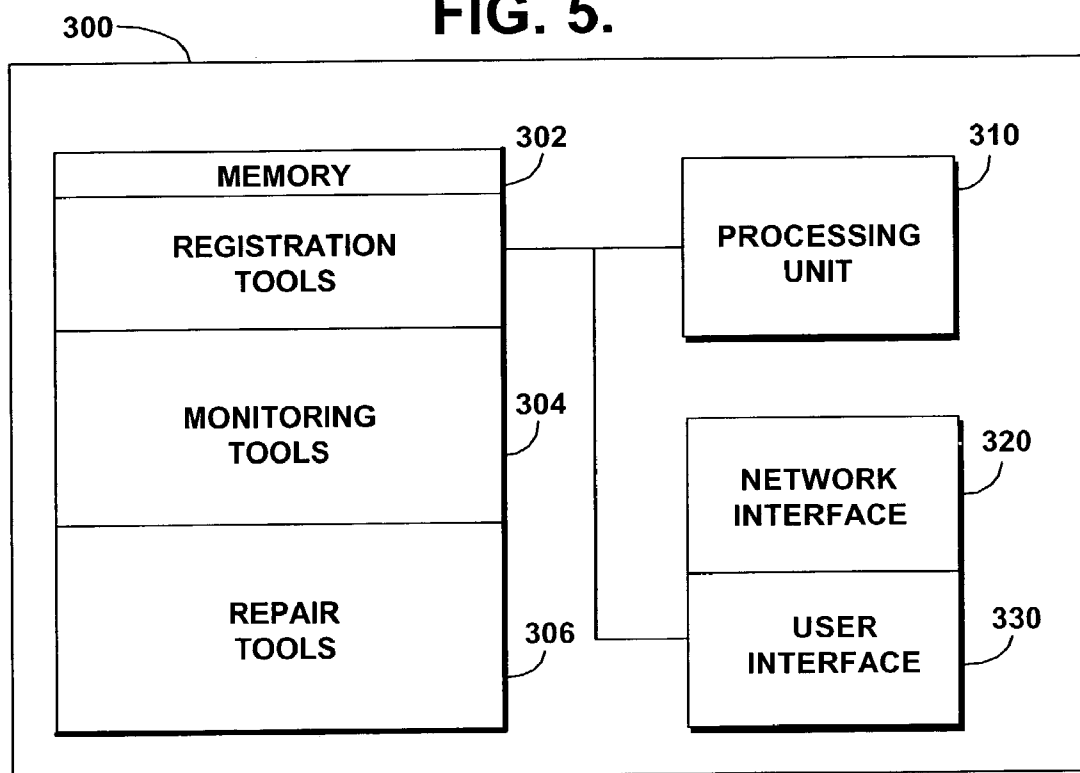 FIG. 5.
300
302
MEMORY
REGISTRATION
TOOLS
MONITORING
TOOLS
304
REPAIR
TOOLS
306
310
PROCESSING
UNIT
320
NETWORK
INTERFACE
330
USER
INTERFACE